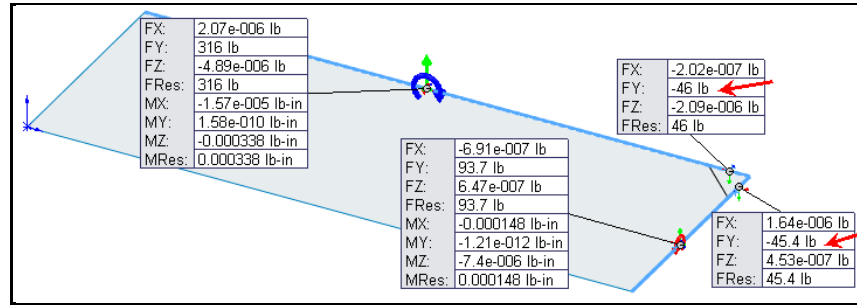 FX: 2.07e-006 lb
FY: 316 lb
FZ: -4.89e-006 lb
FRes: 316 lb
MX: -1.57e-005 lb-in
MY: 1.58e-010 lb-in
MZ: -0.000338 lb-in
MRes: 0.000338 lb-in
FX: -2.02e-007 lb
FY: -46 lb
FZ: -2.09e-006 lb
FRes: 46 lb
FX: -6.91e-007 lb
FY: 93.7 lb
FZ: 6.47e-007 lb
FRes: 93.7 lb
MX: -0.000148 lb-in
MY: -1.21e-012 lb-in
MZ: -7.4e-006 lb-in
MRes: 0.000148 lb-in
FX: 1.64e-006 lb
FY: -45.4 lb
FZ: 4.53e-007 lb
FRes: 45.4 lb